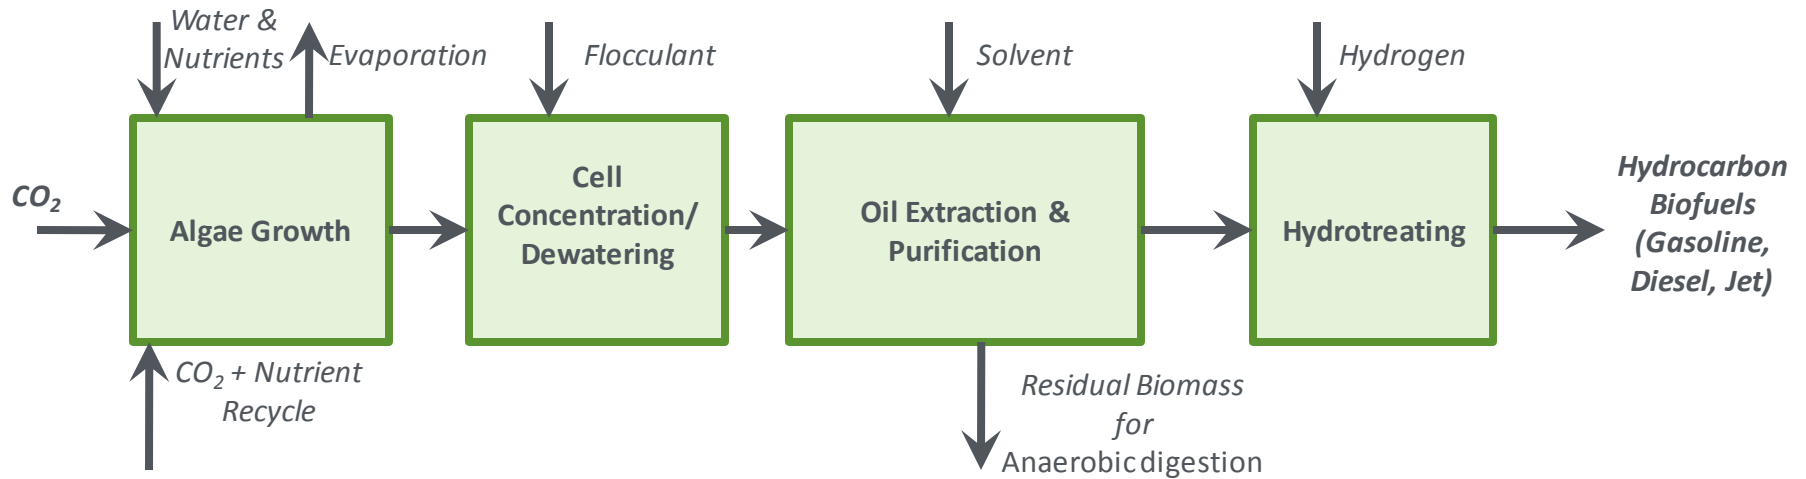 Water &
Nutrients
Evaporation
Flocculant
Solvent
Hydrogen
CO₂
Algae Growth
Cell
Concentration/
Dewatering
Oil Extraction &
Purification
Hydrotreating
Hydrocarbon
Biofuels
(Gasoline,
Diesel, Jet)
CO₂ + Nutrient
Recycle
Residual Biomass
for
Anaerobic digestion